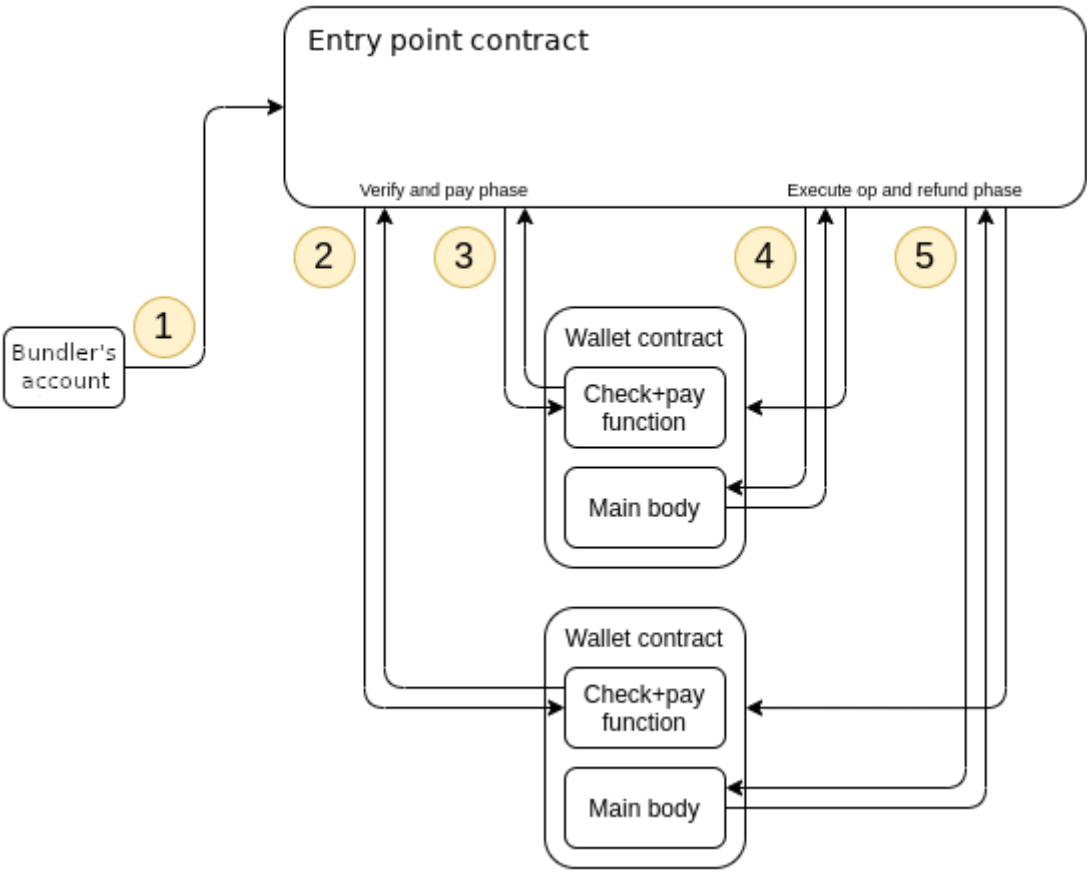 Entry point contract
Verify and pay phase
Execute op and refund phase
2
3
4
5
1
Bundler's
account
Wallet contract
Check+pay
function
Main body
Wallet contract
Check+pay
function
Main body